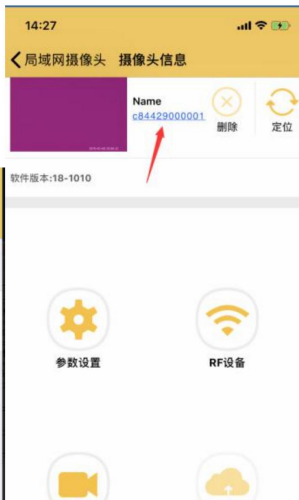 14:27
局域网摄像头 摄像头信息
Name
c84429000001
删除 定位
软件版本:18-1010
参数设置 RF设备